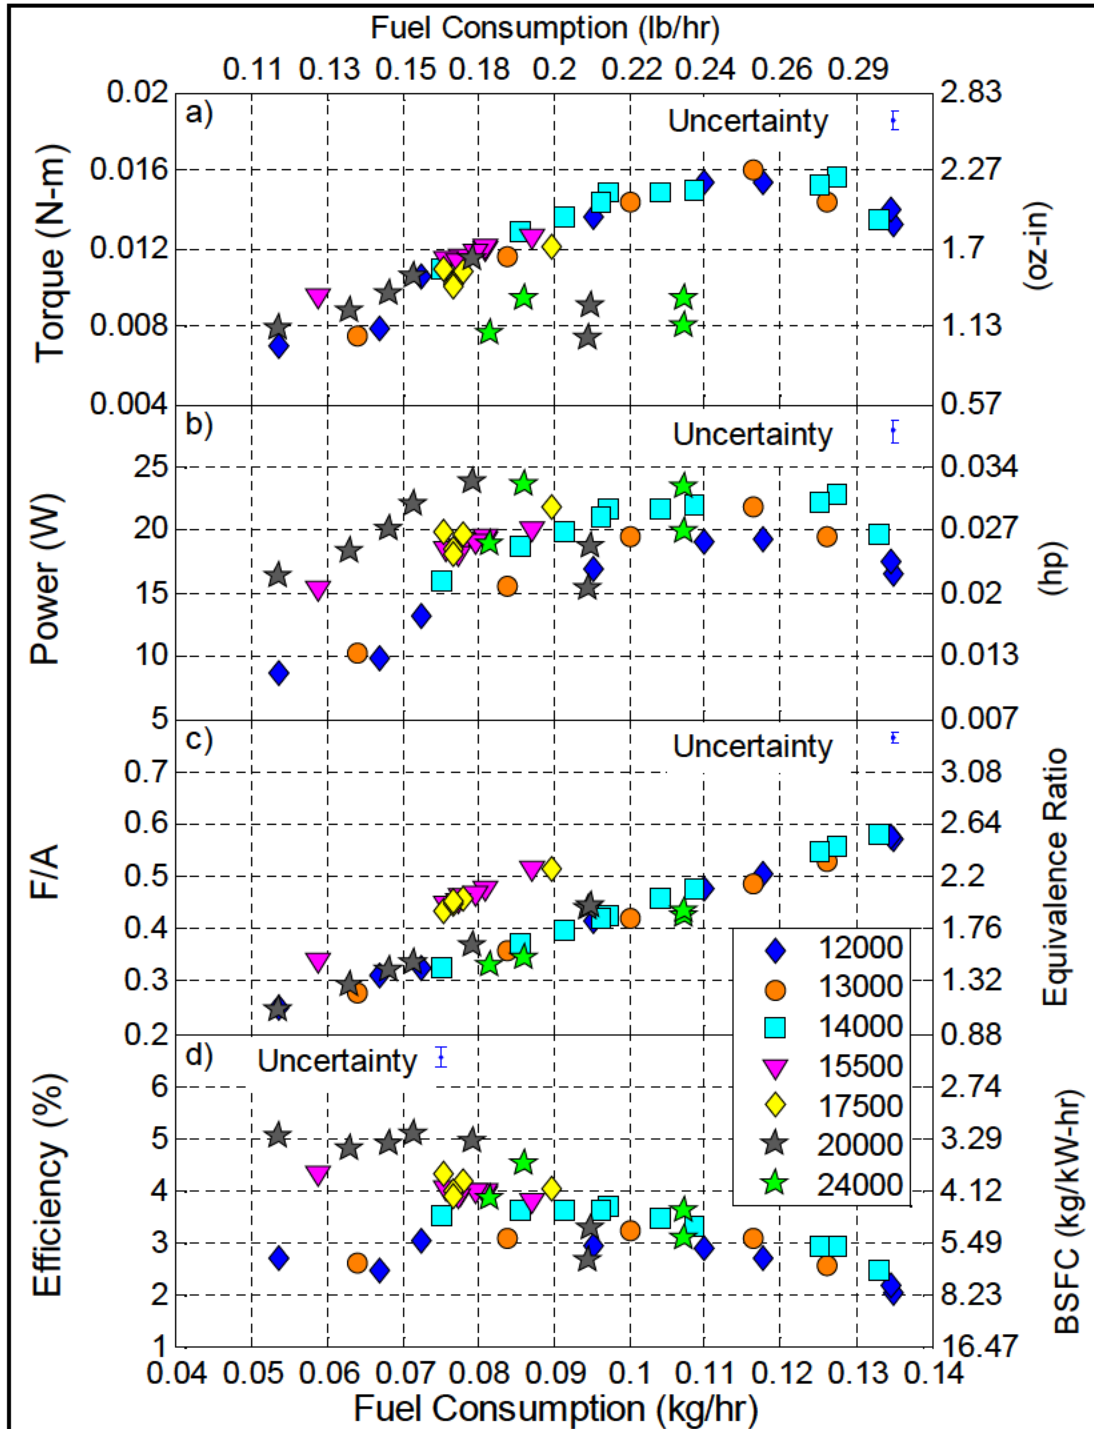 Fuel Consumption (lb/hr)
0.11 0.13 0.15 0.18 0.2 0.22 0.24 0.26 0.29
a)
Uncertainty
0.02
0.016
0.012
0.008
0.004
Torque (N-m)
2.83
2.27
1.7
1.13
0.57
(oz-in)
b)
Uncertainty
25
20
15
10
5
Power (W)
0.034
0.027
0.02
0.013
0.007
(hp)
c)
Uncertainty
0.7
0.6
0.5
0.4
0.3
0.2
F/A
3.08
2.64
2.2
1.76
1.32
0.88
Equivalence Ratio
12000
13000
14000
15500
17500
20000
24000
d)
Uncertainty
6
5
4
3
2
1
Efficiency (%)
2.74
3.29
4.12
5.49
8.23
16.47
BSFC (kg/kW-hr)
0.04 0.05 0.06 0.07 0.08 0.09 0.1 0.11 0.12 0.13 0.14
Fuel Consumption (kg/hr)